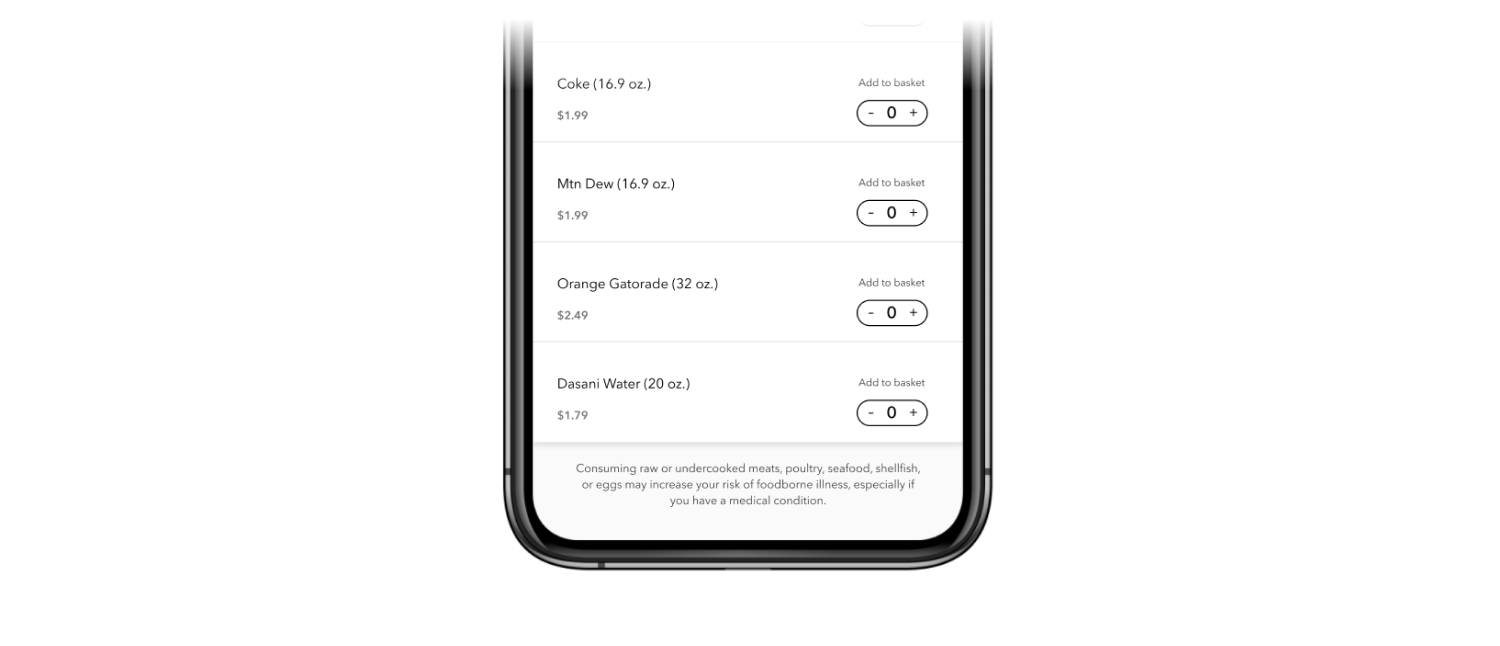 Coke (16.9 oz.)
Add to basket
$1.99
- 0 +
Mtn Dew (16.9 oz.)
Add to basket
$1.99
- 0 +
Orange Gatorade (32 oz.)
Add to basket
$2.49
- 0 +
Dasani Water (20 oz.)
Add to basket
$1.79
- 0 +
Consuming raw or undercooked meats, poultry, seafood, shellfish,
or eggs may increase your risk of foodborne illness, especially if
you have a medical condition.